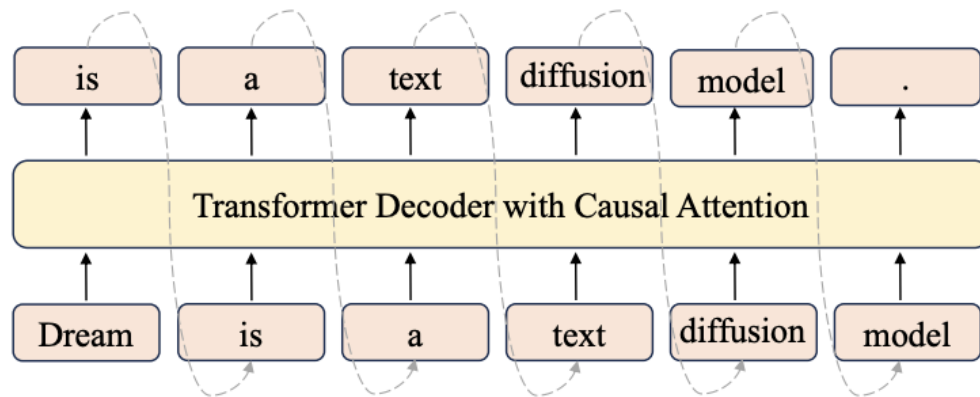 is a text diffusion model .
Transformer Decoder with Causal Attention
Dream is a text diffusion model